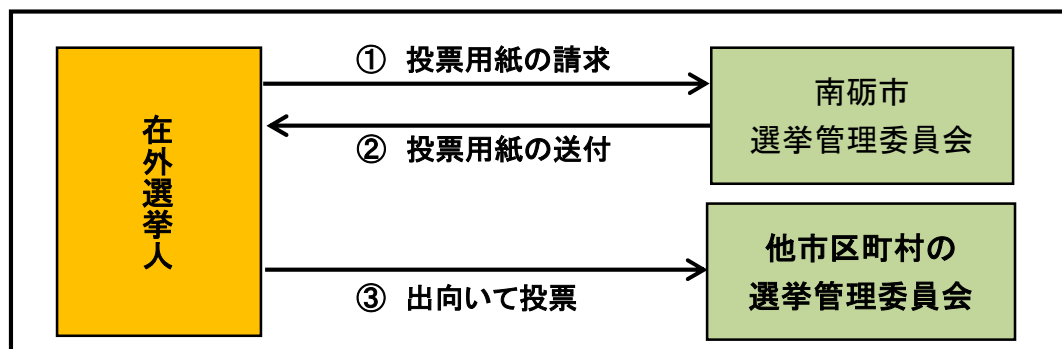 在外選挙人
① 投票用紙の請求
南砺市
選挙管理委員会
② 投票用紙の送付
他市区町村の
選挙管理委員会
③ 出向いて投票